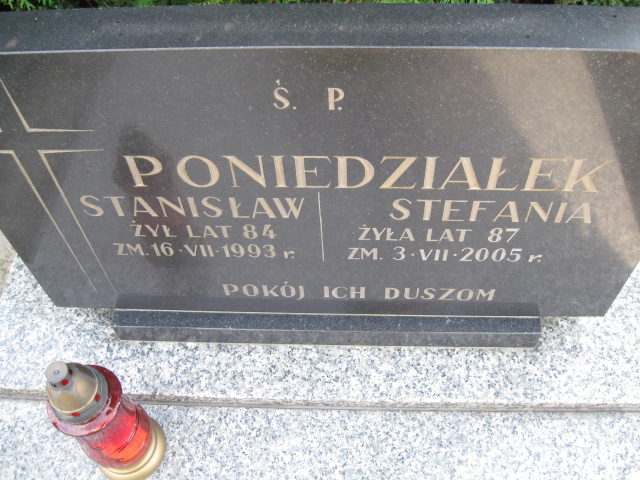 Ś. P.
PONIEDZIAŁEK
STANISŁAW
ŻYŁ LAT 84
ZM. 16·VII·1993 r.
STEFANIA
ŻYŁA LAT 87
ZM. 3·VII·2005 r.
POKÓJ ICH DUSZOM